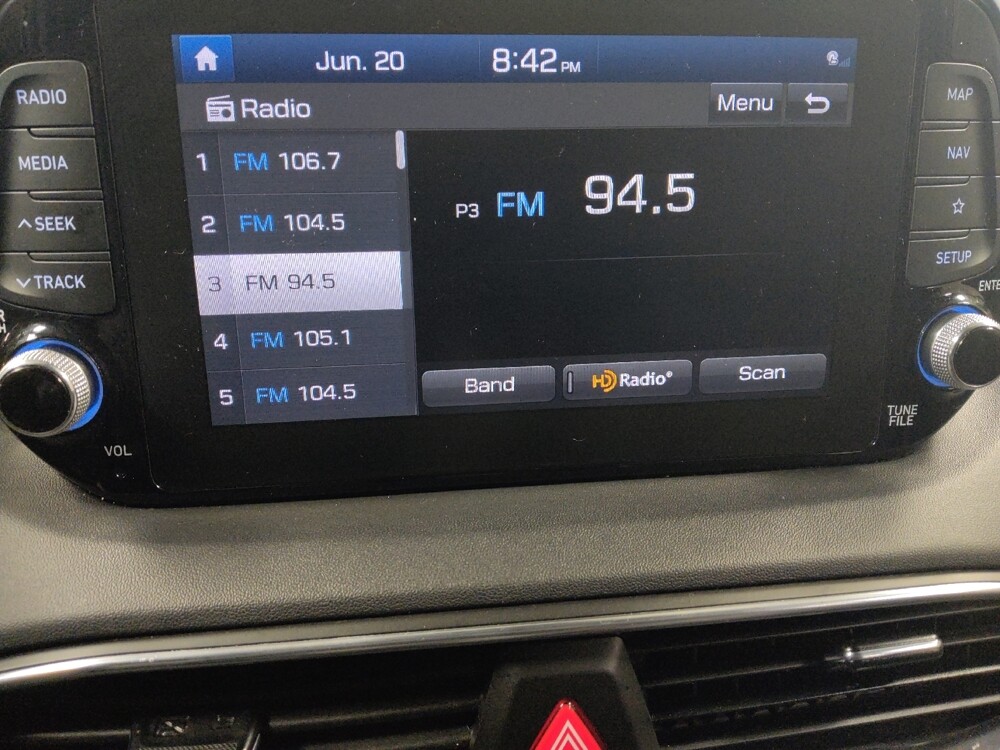 Jun. 20 8:42 PM
RADIO
MEDIA
SEEK
TRACK
VOL
Radio
Menu
1 FM 106.7
2 FM 104.5
3 FM 94.5
4 FM 105.1
5 FM 104.5
P3 FM 94.5
Band
HD Radio®
Scan
MAP
NAV
SETUP
ENTE
TUNE
FILE